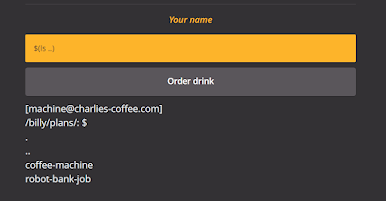 Your name
$(ls ..)
Order drink
[machine@charlies-coffee.com]
/billy/plans/: $
.
..
coffee-machine
robot-bank-job